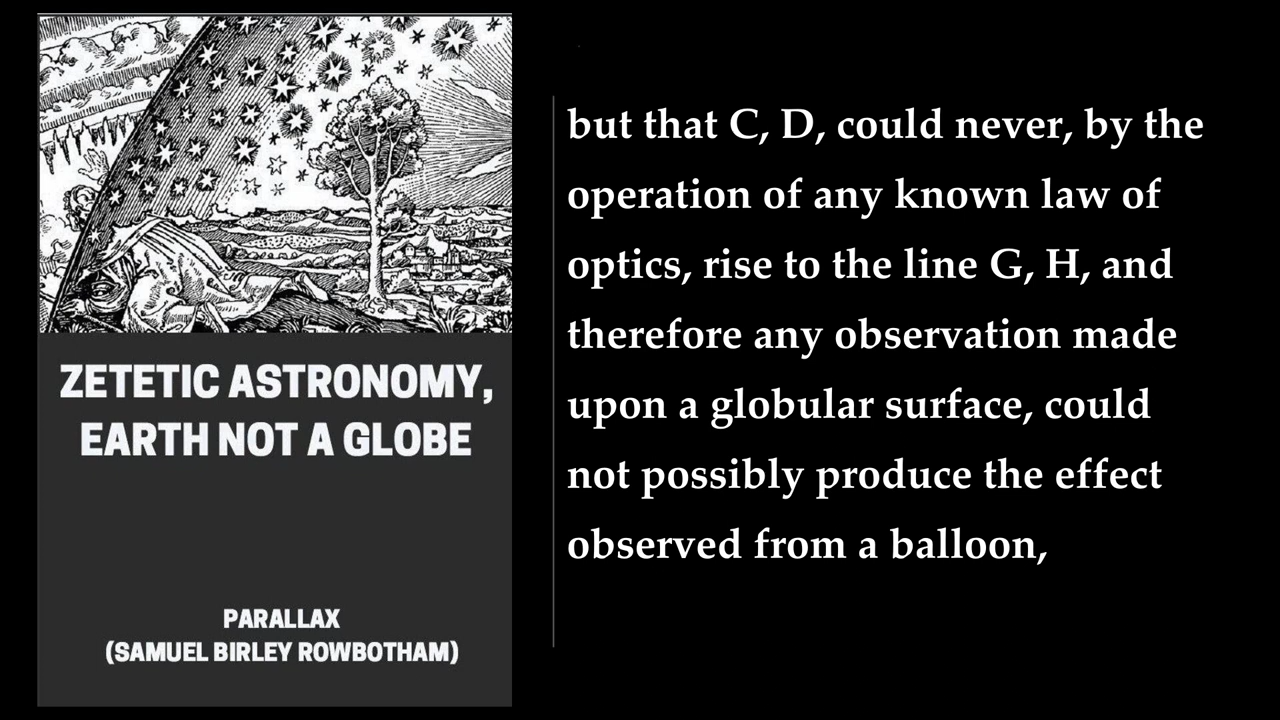 ZETETIC ASTRONOMY,
EARTH NOT A GLOBE
PARALLAX
(SAMUEL BIRLEY ROWBOTHAM)
but that C, D, could never, by the
operation of any known law of
optics, rise to the line G, H, and
therefore any observation made
upon a globular surface, could
not possibly produce the effect
observed from a balloon,